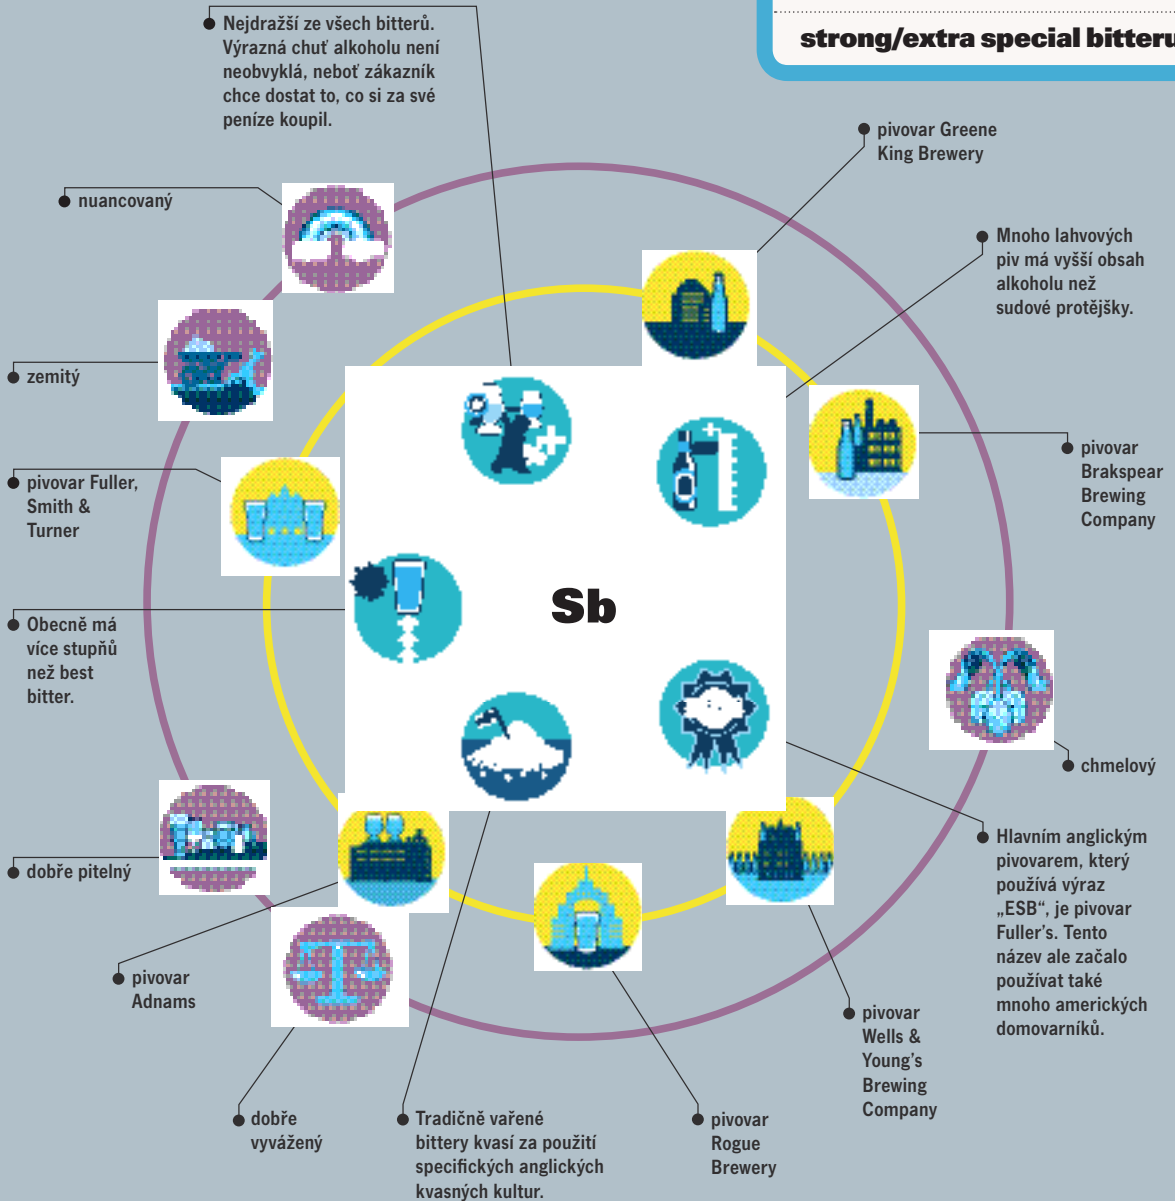 Nejdražší ze všech bitterů.
Výrazná chuť alkoholu není
neobvyklá, neboť zákazník
chce dostat to, co si za své
peníze koupil.
strong/extra special bitteru
pivovar Greene
King Brewery
nuancovaný
Mnoho lahvových
piv má vyšší obsah
alkoholu než
sudové protějšky.
zemitý
pivovar
Brakspear
Brewing
Company
pivovar Fuller,
Smith &
Turner
Sb
Obecně má
více stupňů
než best
bitter.
chmelový
Hlavním anglickým
pivovarem, který
používá výraz
„ESB“, je pivovar
Fuller's. Tento
název ale začalo
používat také
mnoho amerických
domovarníků.
dobře pitelný
pivovar
Adnams
pivovar
Wells &
Young's
Brewing
Company
dobře
vyvážený
Tradičně vařené
bittery kvasí za použití
specifických anglických
kvasných kultur.
pivovar
Rogue
Brewery